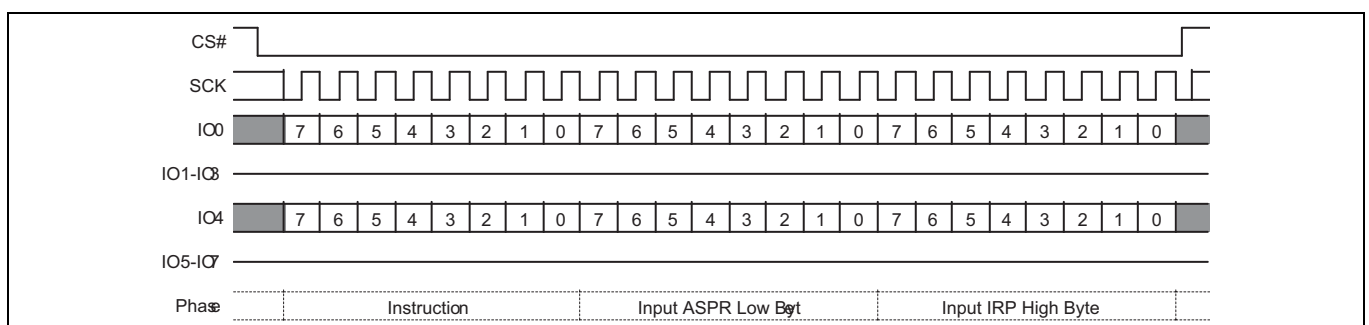 CS#
SCK
IO0 7 6 5 4 3 2 1 0 7 6 5 4 3 2 1 0 7 6 5 4 3 2 1 0
IO1-IO3
IO4 7 6 5 4 3 2 1 0 7 6 5 4 3 2 1 0 7 6 5 4 3 2 1 0
IO5-IO7
Phase Instruction Input ASPR Low Byet Input IRP High Byte